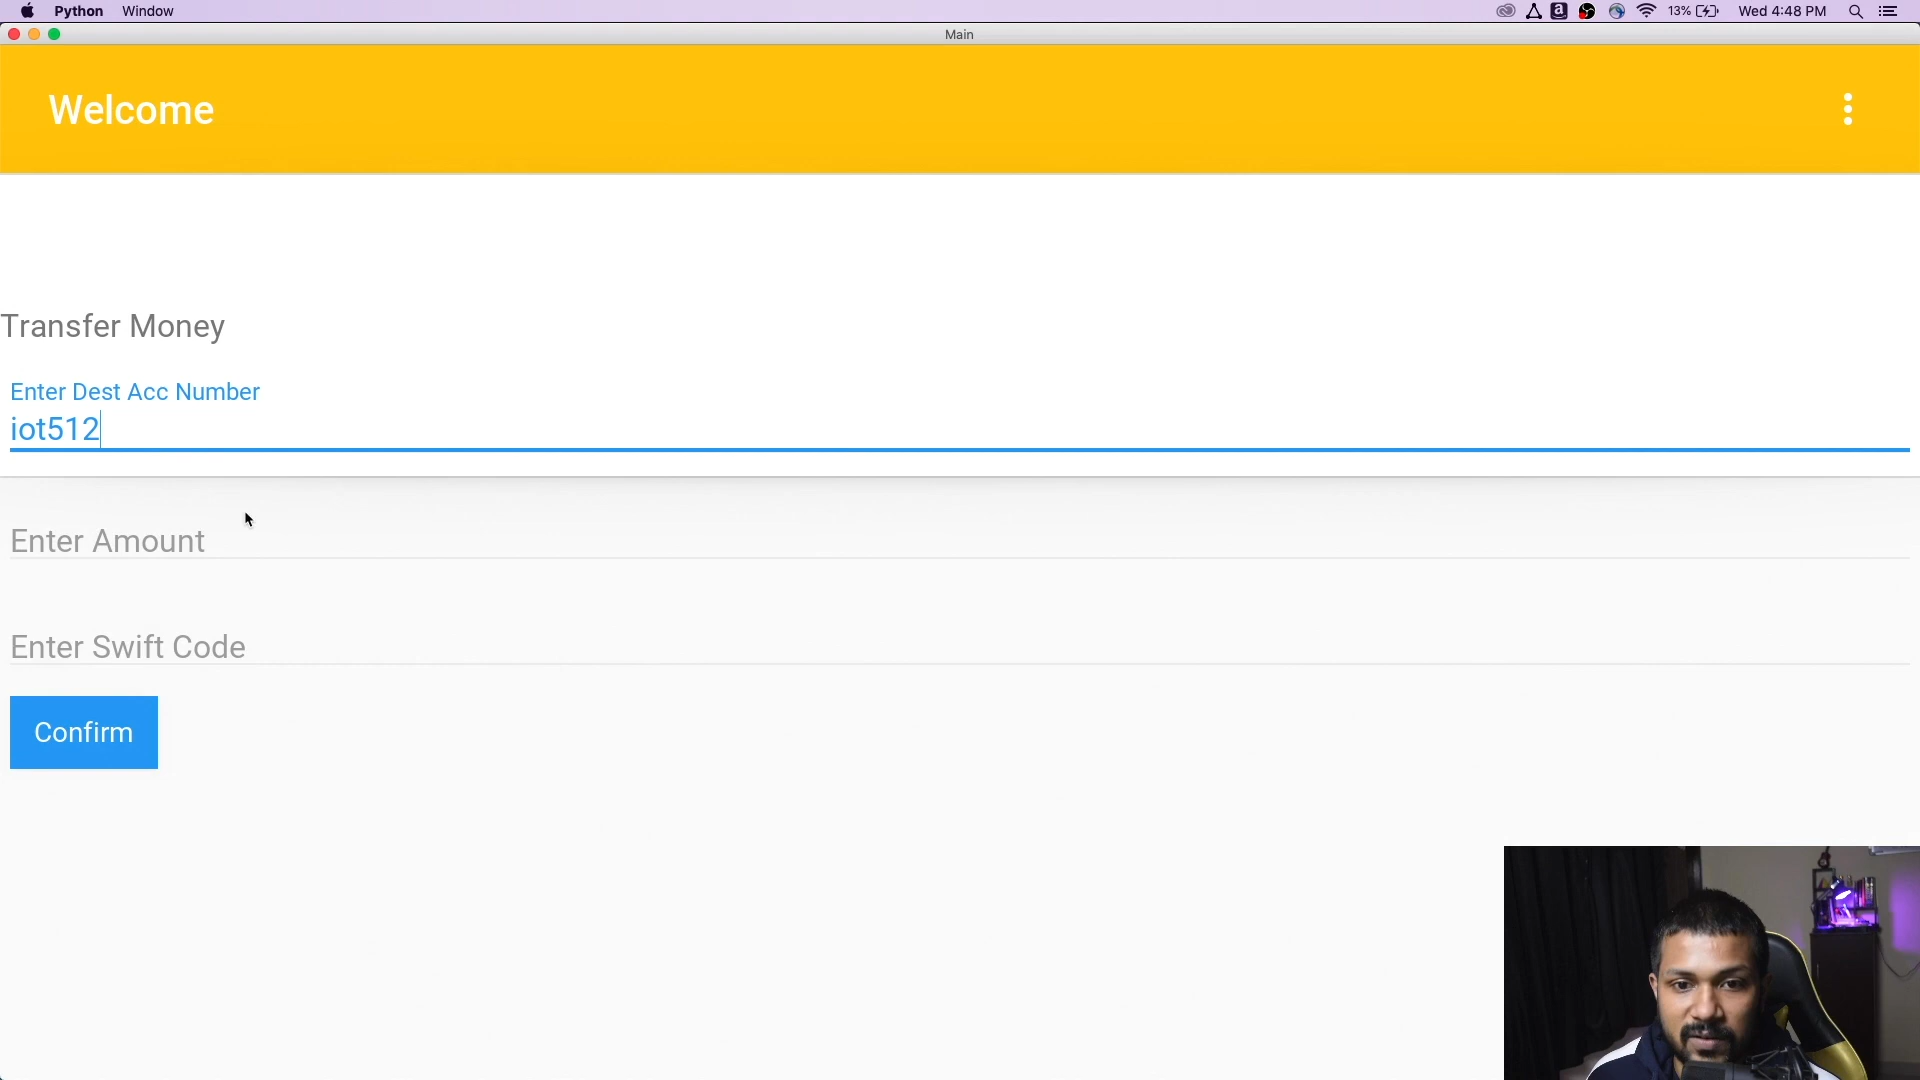 Python Window
13% Wed 4:48 PM
Main
Welcome
Transfer Money
Enter Dest Acc Number
iot512
Enter Amount
Enter Swift Code
Confirm